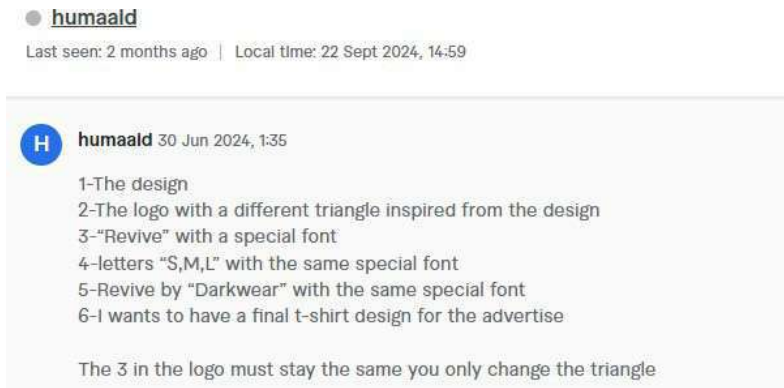 humaald
Last seen: 2 months ago | Local time: 22 Sept 2024, 14:59
H
humaald 30 Jun 2024, 1:35
1-The design
2-The logo with a different triangle inspired from the design
3-“Revive” with a special font
4-letters “S,M,L” with the same special font
5-Revive by “Darkwear” with the same special font
6-I wants to have a final t-shirt design for the advertise
The 3 in the logo must stay the same you only change the triangle